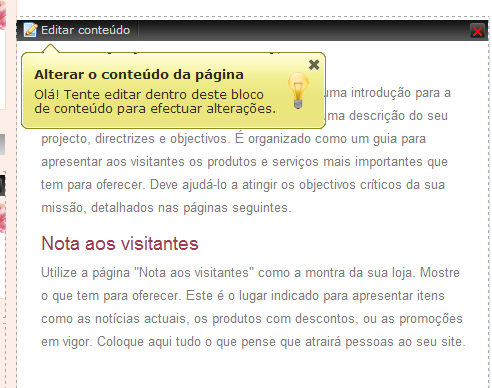 Editar conteúdo
Alterar o conteúdo da página
Olá! Tente editar dentro deste bloco
de conteúdo para efectuar alterações.
uma introdução para a
uma descrição do seu
projecto, directrizes e objectivos. É organizado como um guia para
apresentar aos visitantes os produtos e serviços mais importantes que
tem para oferecer. Deve ajudá-lo a atingir os objectivos críticos da sua
missão, detalhados nas páginas seguintes.
Nota aos visitantes
Utilize a página "Nota aos visitantes" como a montra da sua loja. Mostre
o que tem para oferecer. Este é o lugar indicado para apresentar itens
como as notícias actuais, os produtos com descontos, ou as promoções
em vigor. Coloque aqui tudo o que pense que atrairá pessoas ao seu site.